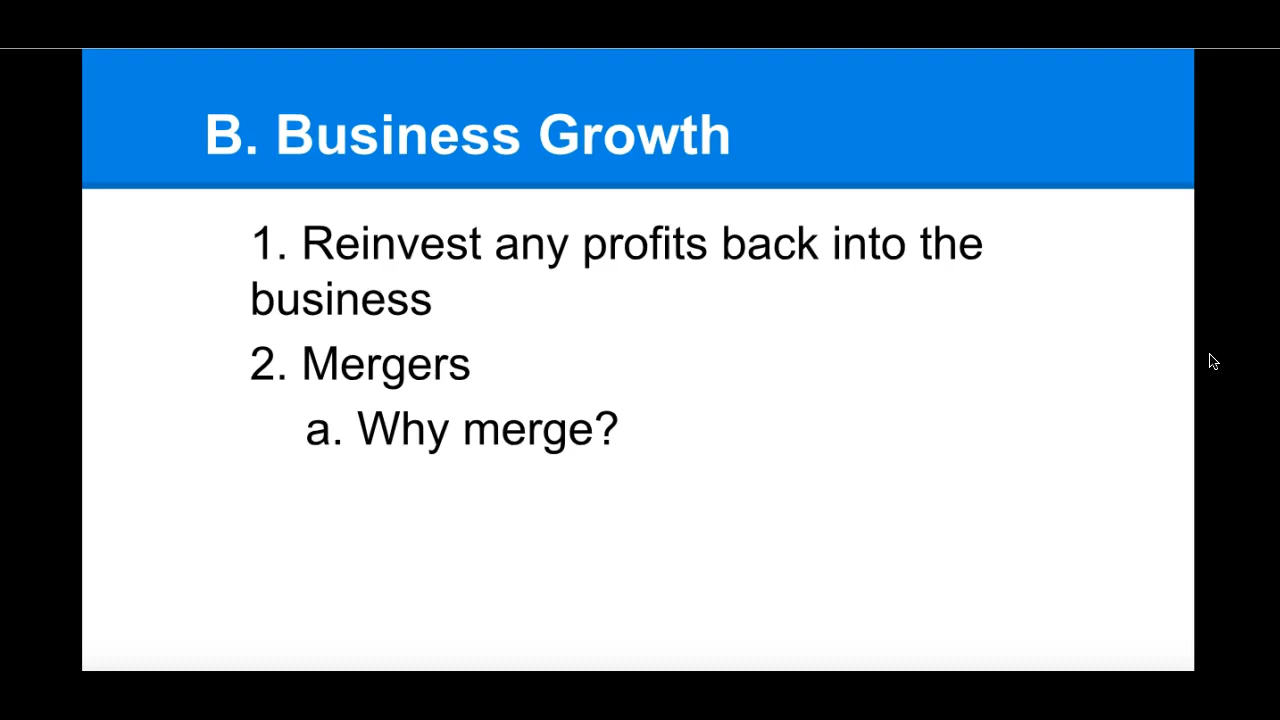 B. Business Growth
1. Reinvest any profits back into the
business
2. Mergers
a. Why merge?